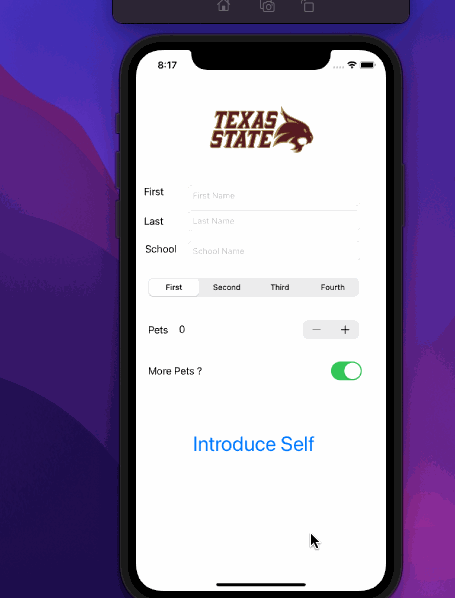 8:17
TEXAS
STATE
First First Name
Last Last Name
School School Name
First Second Third Fourth
Pets 0 − +
More Pets ?
Introduce Self